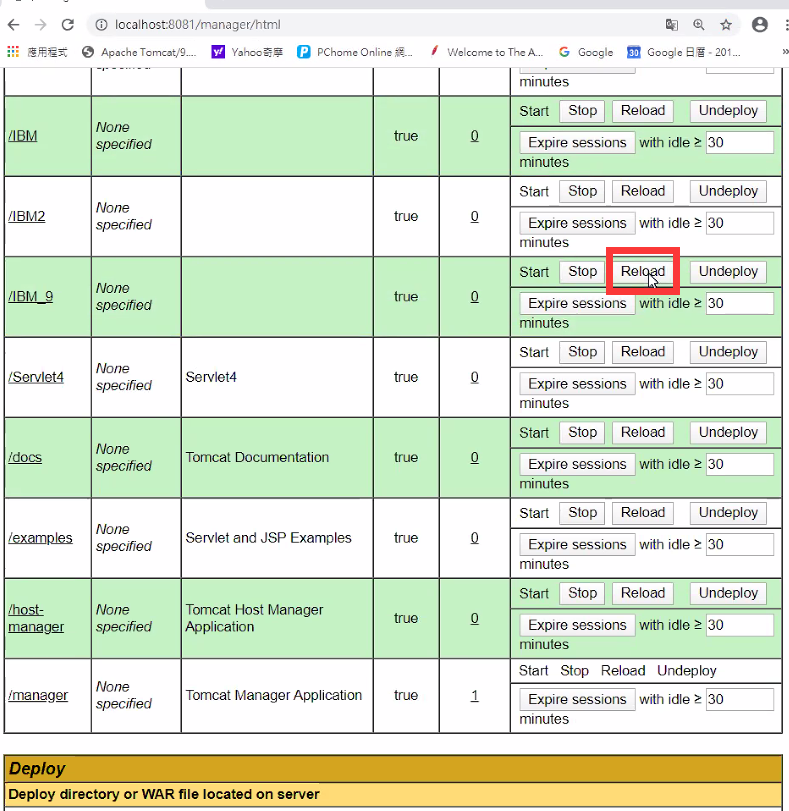 localhost:8081/manager/html
應用程式 Apache Tomcat/9.... Yahoo奇摩 PChome Online 網... Welcome to The A... Google 30 Google 日曆 - 201... »
minutes
/IBM None specified true 0 Start Stop Reload Undeploy
Expire sessions with idle ≥ 30
minutes
/IBM2 None specified true 0 Start Stop Reload Undeploy
Expire sessions with idle ≥ 30
minutes
/IBM_9 None specified true 0 Start Stop Reload Undeploy
Expire sessions with idle ≥ 30
minutes
/Servlet4 None specified Servlet4 true 0 Start Stop Reload Undeploy
Expire sessions with idle ≥ 30
minutes
/docs None specified Tomcat Documentation true 0 Start Stop Reload Undeploy
Expire sessions with idle ≥ 30
minutes
/examples None specified Servlet and JSP Examples true 0 Start Stop Reload Undeploy
Expire sessions with idle ≥ 30
minutes
/host-manager None specified Tomcat Host Manager Application true 0 Start Stop Reload Undeploy
Expire sessions with idle ≥ 30
minutes
/manager None specified Tomcat Manager Application true 1 Start Stop Reload Undeploy
Expire sessions with idle ≥ 30
minutes
Deploy
Deploy directory or WAR file located on server